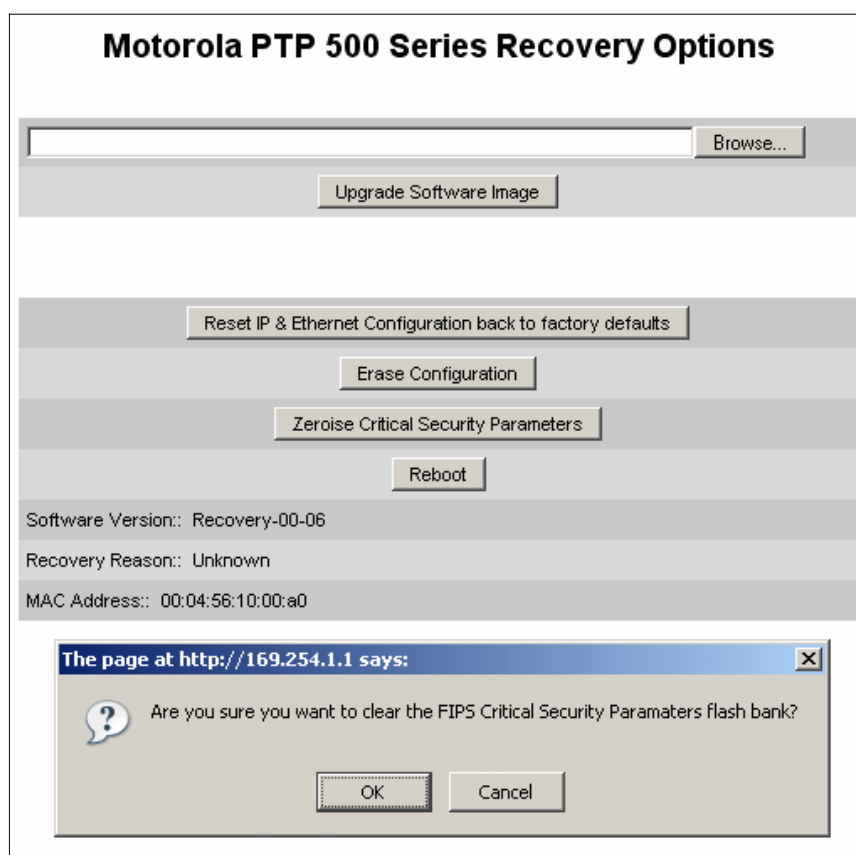 Motorola PTP 500 Series Recovery Options
Browse...
Upgrade Software Image
Reset IP & Ethernet Configuration back to factory defaults
Erase Configuration
Zeroise Critical Security Parameters
Reboot
Software Version:: Recovery-00-06
Recovery Reason:: Unknown
MAC Address:: 00:04:56:10:00:a0
The page at http://169.254.1.1 says:
Are you sure you want to clear the FIPS Critical Security Paramaters flash bank?
OK Cancel